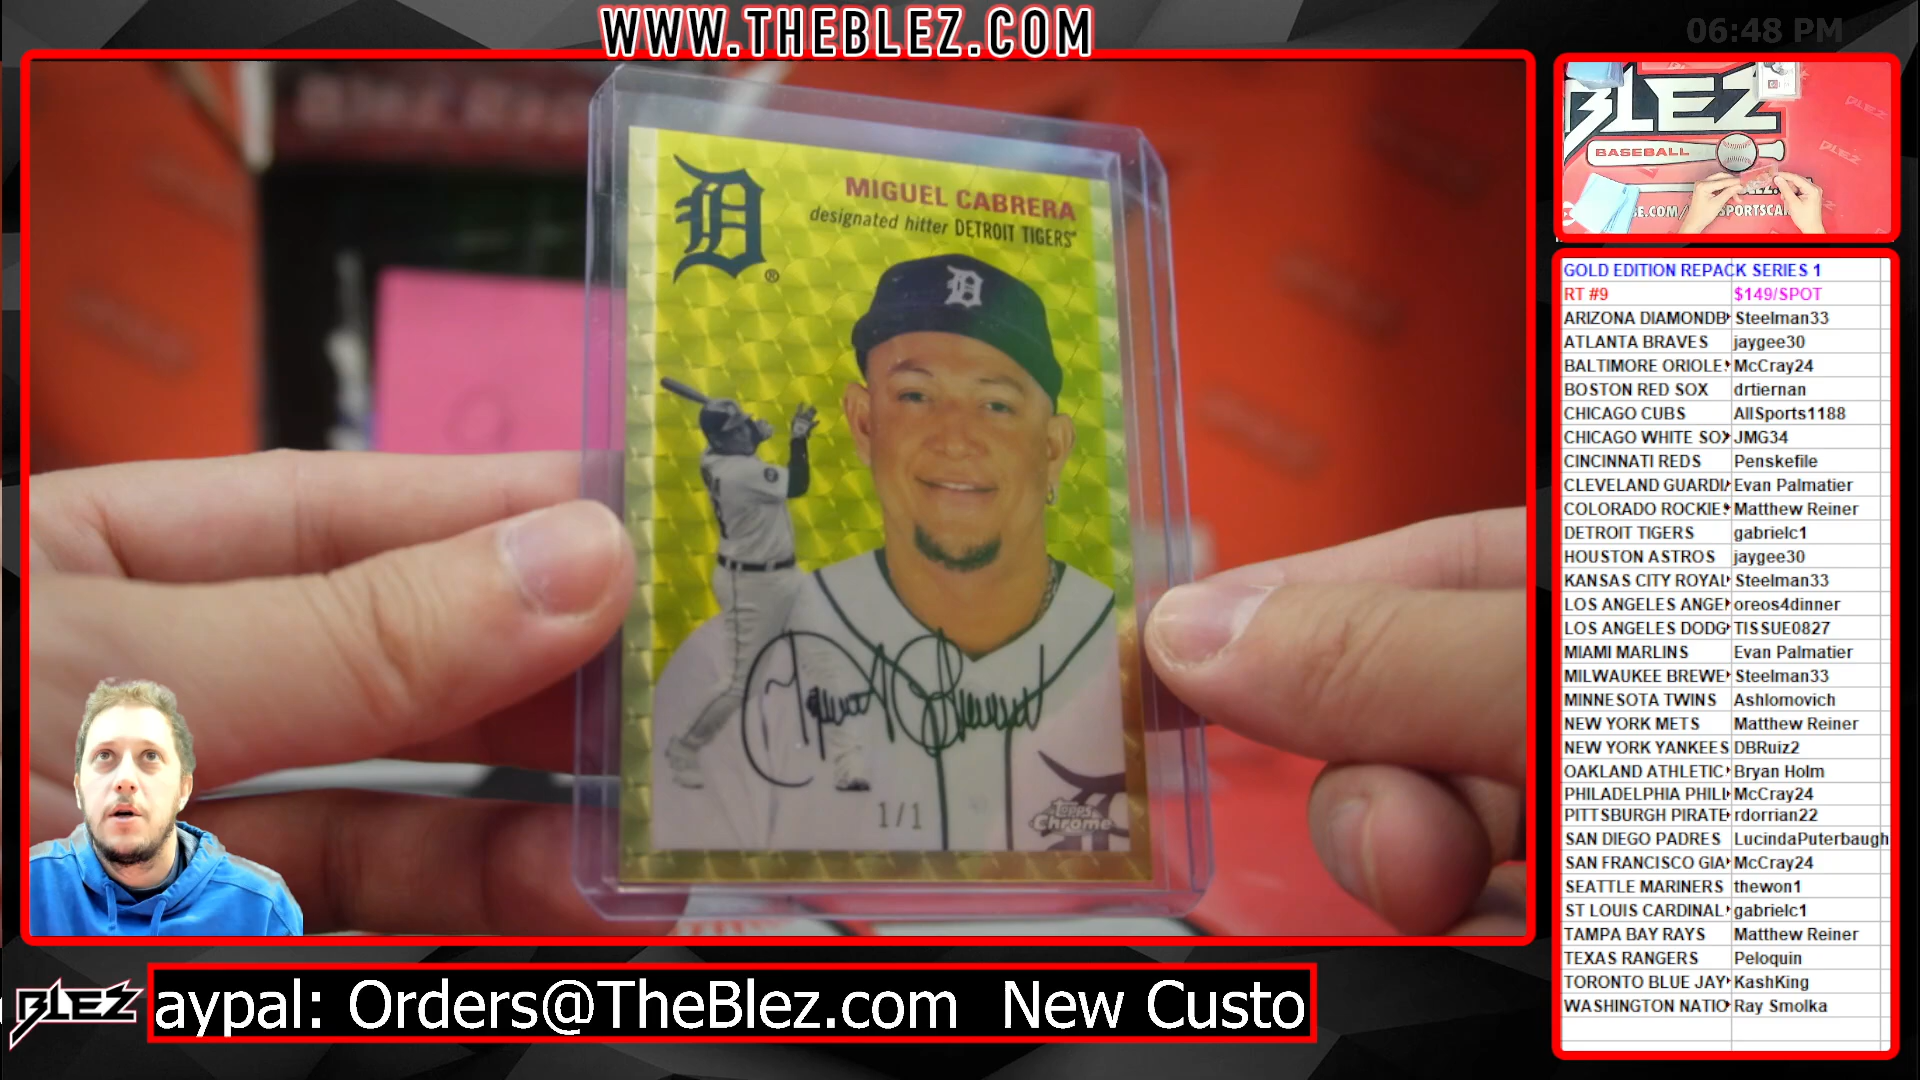 WWW.THEBLEZ.COM
06:48 PM
MIGUEL CABRERA
designated hitter DETROIT TIGERS
1/1
Topps
Chrome
BLEZ
BASEBALL
GOLD EDITION REPACK SERIES 1
RT #9 $149/SPOT
ARIZONA DIAMONDB Steelman33
ATLANTA BRAVES jaygee30
BALTIMORE ORIOLE McCray24
BOSTON RED SOX drtiernan
CHICAGO CUBS AllSports1188
CHICAGO WHITE SOX JMG34
CINCINNATI REDS Penskefile
CLEVELAND GUARDI Evan Palmatier
COLORADO ROCKIES Matthew Reiner
DETROIT TIGERS gabrielc1
HOUSTON ASTROS jaygee30
KANSAS CITY ROYAL Steelman33
LOS ANGELES ANGE oreos4dinner
LOS ANGELES DODG TISSUE0827
MIAMI MARLINS Evan Palmatier
MILWAUKEE BREWE Steelman33
MINNESOTA TWINS Ashlomovich
NEW YORK METS Matthew Reiner
NEW YORK YANKEES DBRuiz2
OAKLAND ATHLETIC Bryan Holm
PHILADELPHIA PHILI McCray24
PITTSBURGH PIRATE rdorrian22
SAN DIEGO PADRES LucindaPuterbaugh
SAN FRANCISCO GIA McCray24
SEATTLE MARINERS thewon1
ST LOUIS CARDINAL gabrielc1
TAMPA BAY RAYS Matthew Reiner
TEXAS RANGERS Peloquin
TORONTO BLUE JAY KashKing
WASHINGTON NATIO Ray Smolka
BLEZ
aypal: Orders@TheBlez.com New Custo